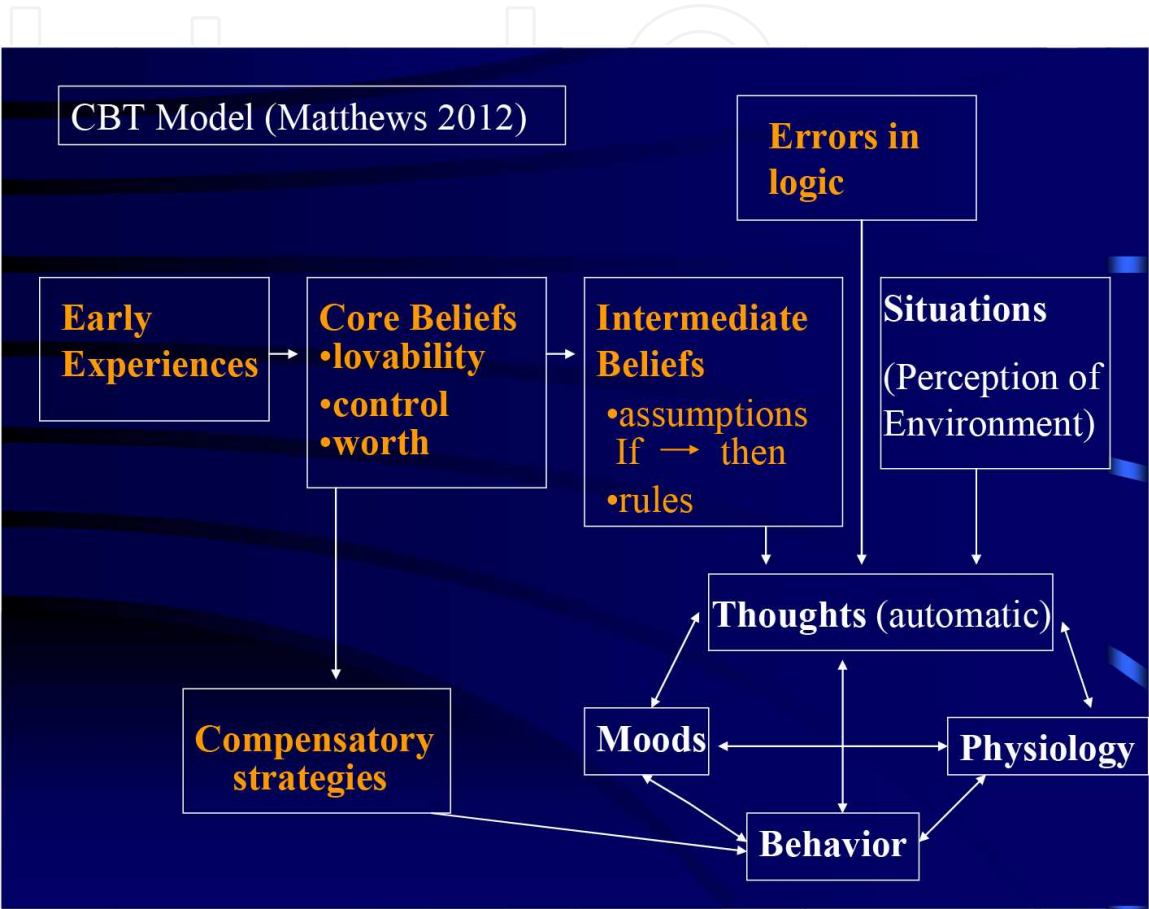 CBT Model (Matthews 2012)
Errors in
logic
Early
Experiences
Core Beliefs
•lovability
•control
•worth
Intermediate
Beliefs
•assumptions
If → then
•rules
Situations
(Perception of
Environment)
Thoughts (automatic)
Compensatory
strategies
Moods
Physiology
Behavior